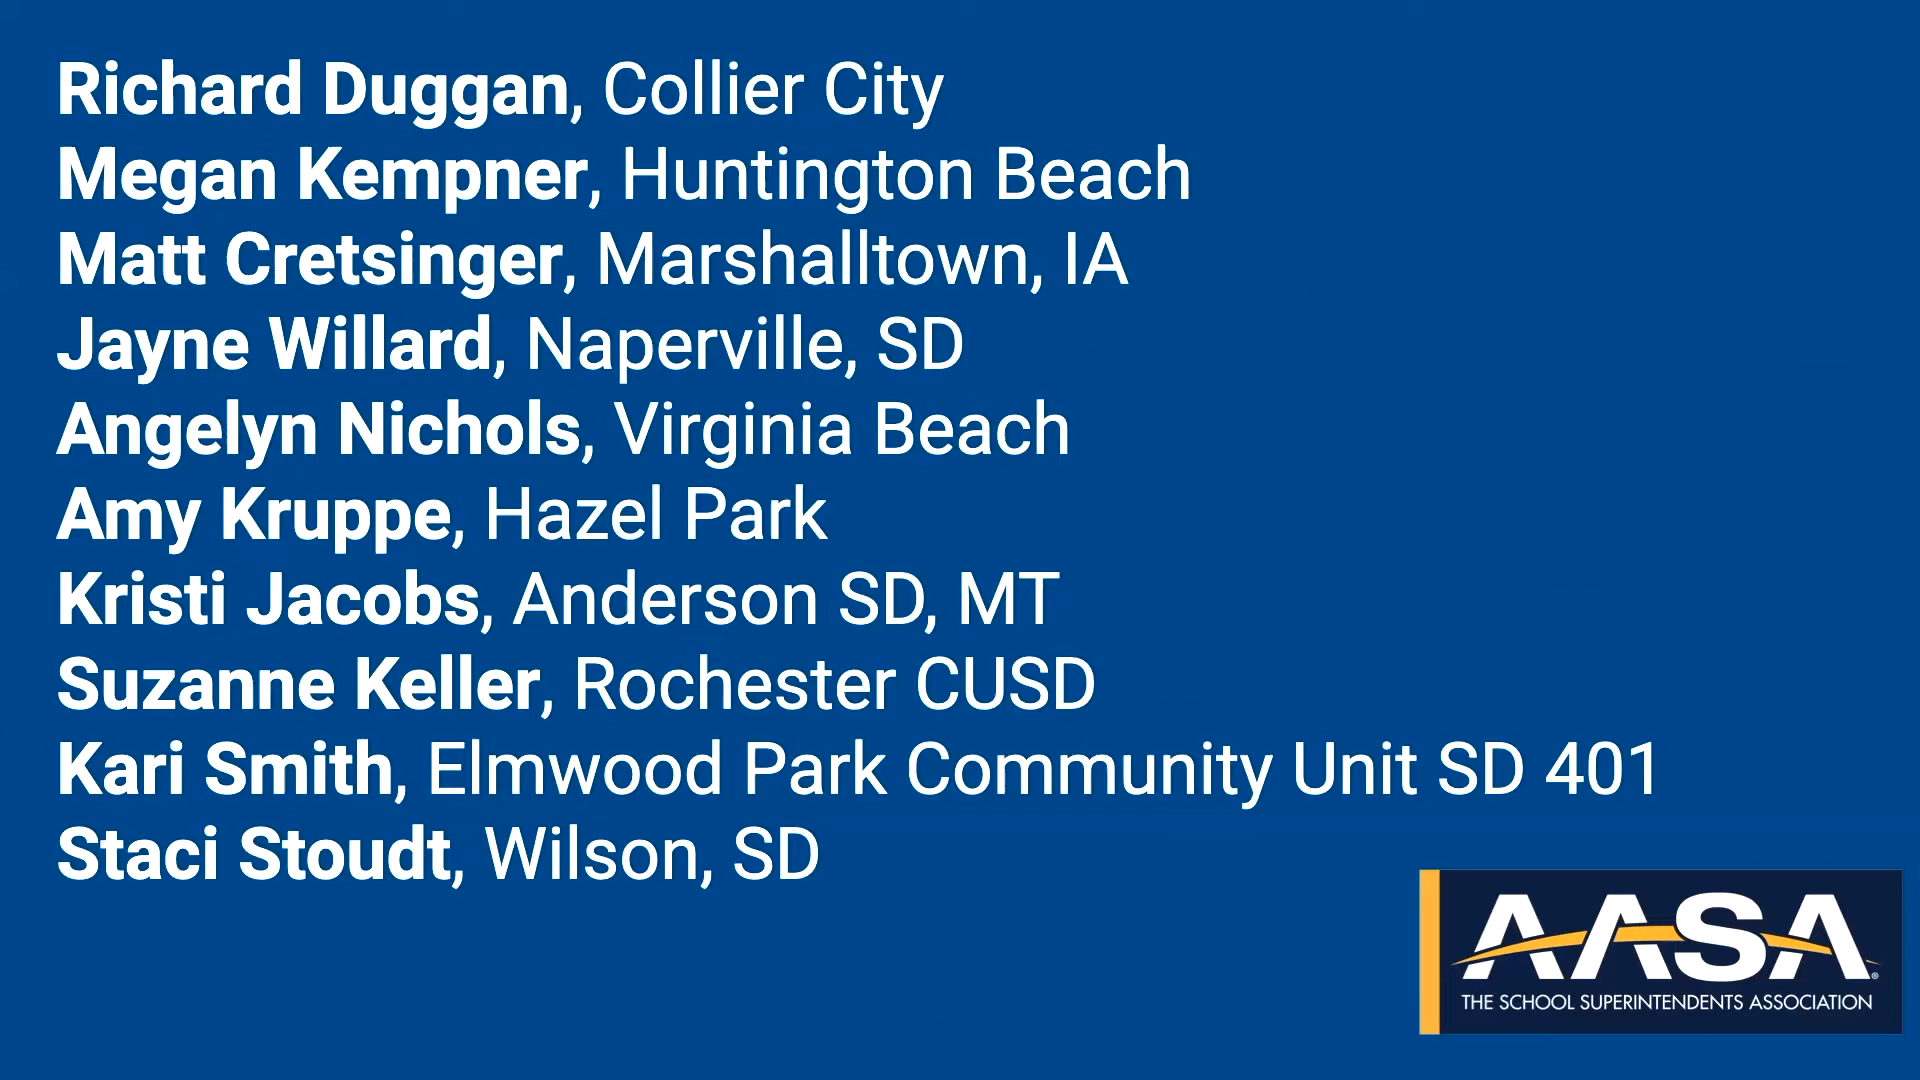 Richard Duggan, Collier City
Megan Kempner, Huntington Beach
Matt Cretsinger, Marshalltown, IA
Jayne Willard, Naperville, SD
Angelyn Nichols, Virginia Beach
Amy Kruppe, Hazel Park
Kristi Jacobs, Anderson SD, MT
Suzanne Keller, Rochester CUSD
Kari Smith, Elmwood Park Community Unit SD 401
Staci Stoudt, Wilson, SD
AASA®
THE SCHOOL SUPERINTENDENTS ASSOCIATION